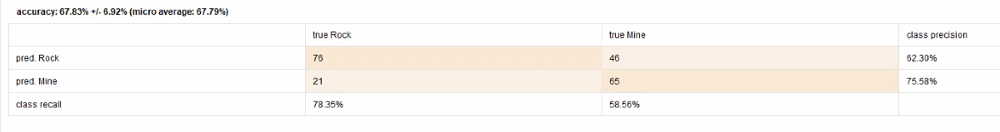 accuracy: 67.83% +/- 6.92% (micro average: 67.79%)
true Rock true Mine class precision
pred. Rock 76 46 62.30%
pred. Mine 21 65 75.58%
class recall 78.35% 58.56%